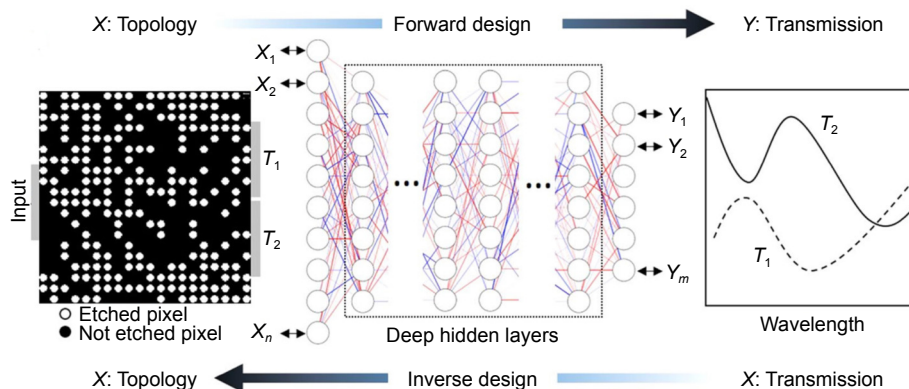 X: Topology Forward design Y: Transmission
X1
X2
Xn
Input
T1
T2
Etched pixel
Not etched pixel
...
...
Deep hidden layers
Y1
Y2
Ym
T2
T1
Wavelength
X: Topology Inverse design X: Transmission